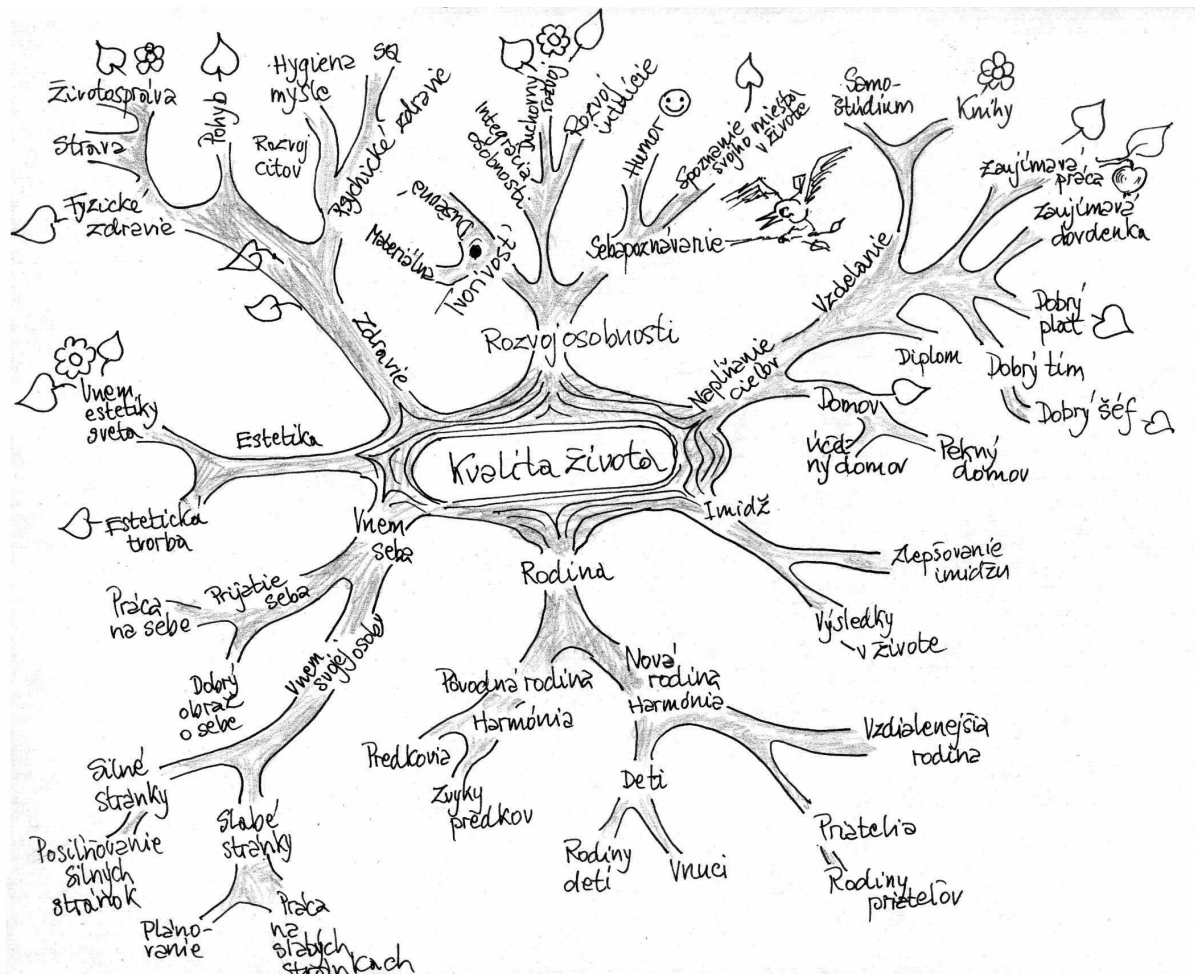 Kvalita života
Zdravie
Fyzické
zdravie
Strava
Životospráva
Pohyb
Psychické zdravie
Rozvoj
citov
Hygiena
mysle
SQ
Rozvoj osobnosti
Tvorivosť
Materiálna
Duševná
Integrácia
osobnosti
Duchovný
rozvoj
Rozvoj
intuície
Sebapoznávanie
Humor
Spoznanie
svojho miesta
v živote
Napĺňanie
cieľov
Vzdelanie
Samo-
štúdium
Knihy
Zaujímavá
práca
Zaujímavá
dovolenka
Dobrý
plat
Dobrý tím
Dobrý šéf
Diplom
Domov
Pekný
domov
Imidž
Zlepšovanie
imidžu
Výsledky
v živote
Rodina
Pôvodná rodina
Harmónia
Predkovia
Zvyky
predkov
Nová
rodina
Harmónia
Deti
Rodiny
detí
Vnuci
Vzdialenejšia
rodina
Priatelia
Rodiny
priateľov
Vnem
seba
Prijatie
seba
Práca
na sebe
Dobrý
obraz
o sebe
Vnem
svojej osoby
Silné
stránky
Posilňovanie
silných
stránok
Slabé
stránky
Pláno-
vanie
Práca
na
slabých
stránkach
Estetika
Vnem
estetiky
sveta
Estetická
tvorba